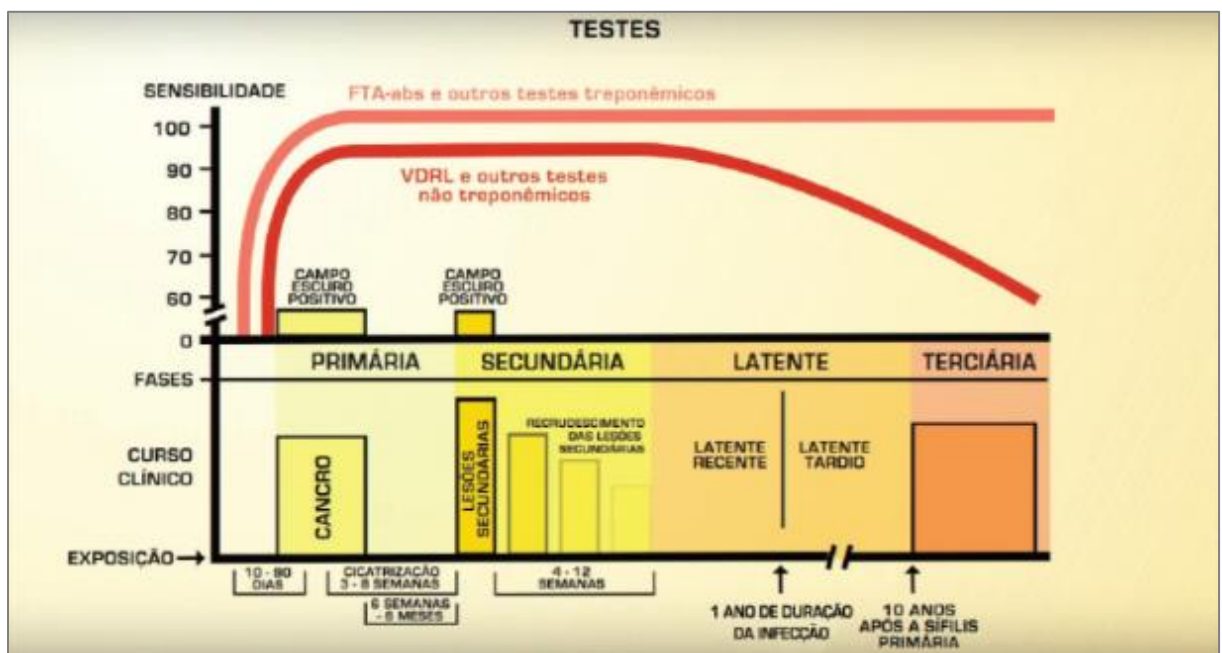 TESTES
SENSIBILIDADE
FTA-abs e outros testes treponêmicos
100
90
80
70
60
0
VDRL e outros testes
não treponêmicos
CAMPO
ESCURO
POSITIVO
CAMPO
ESCURO
POSITIVO
PRIMÁRIA
SECUNDÁRIA
LATENTE
TERCIÁRIA
FASES
CURSO
CLÍNICO
CANCRO
LESÕES
SECUNDÁRIAS
RECRUDESCIMENTO
DAS LESÕES
SECUNDÁRIAS
LATENTE
RECENTE
LATENTE
TARDIO
EXPOSIÇÃO
10 - 90
DIAS
CICATRIZAÇÃO
3 - 8 SEMANAS
6 SEMANAS
- 6 MESES
4 - 12
SEMANAS
1 ANO DE DURAÇÃO
DA INFECÇÃO
10 ANOS
APÓS A SÍFILIS
PRIMÁRIA